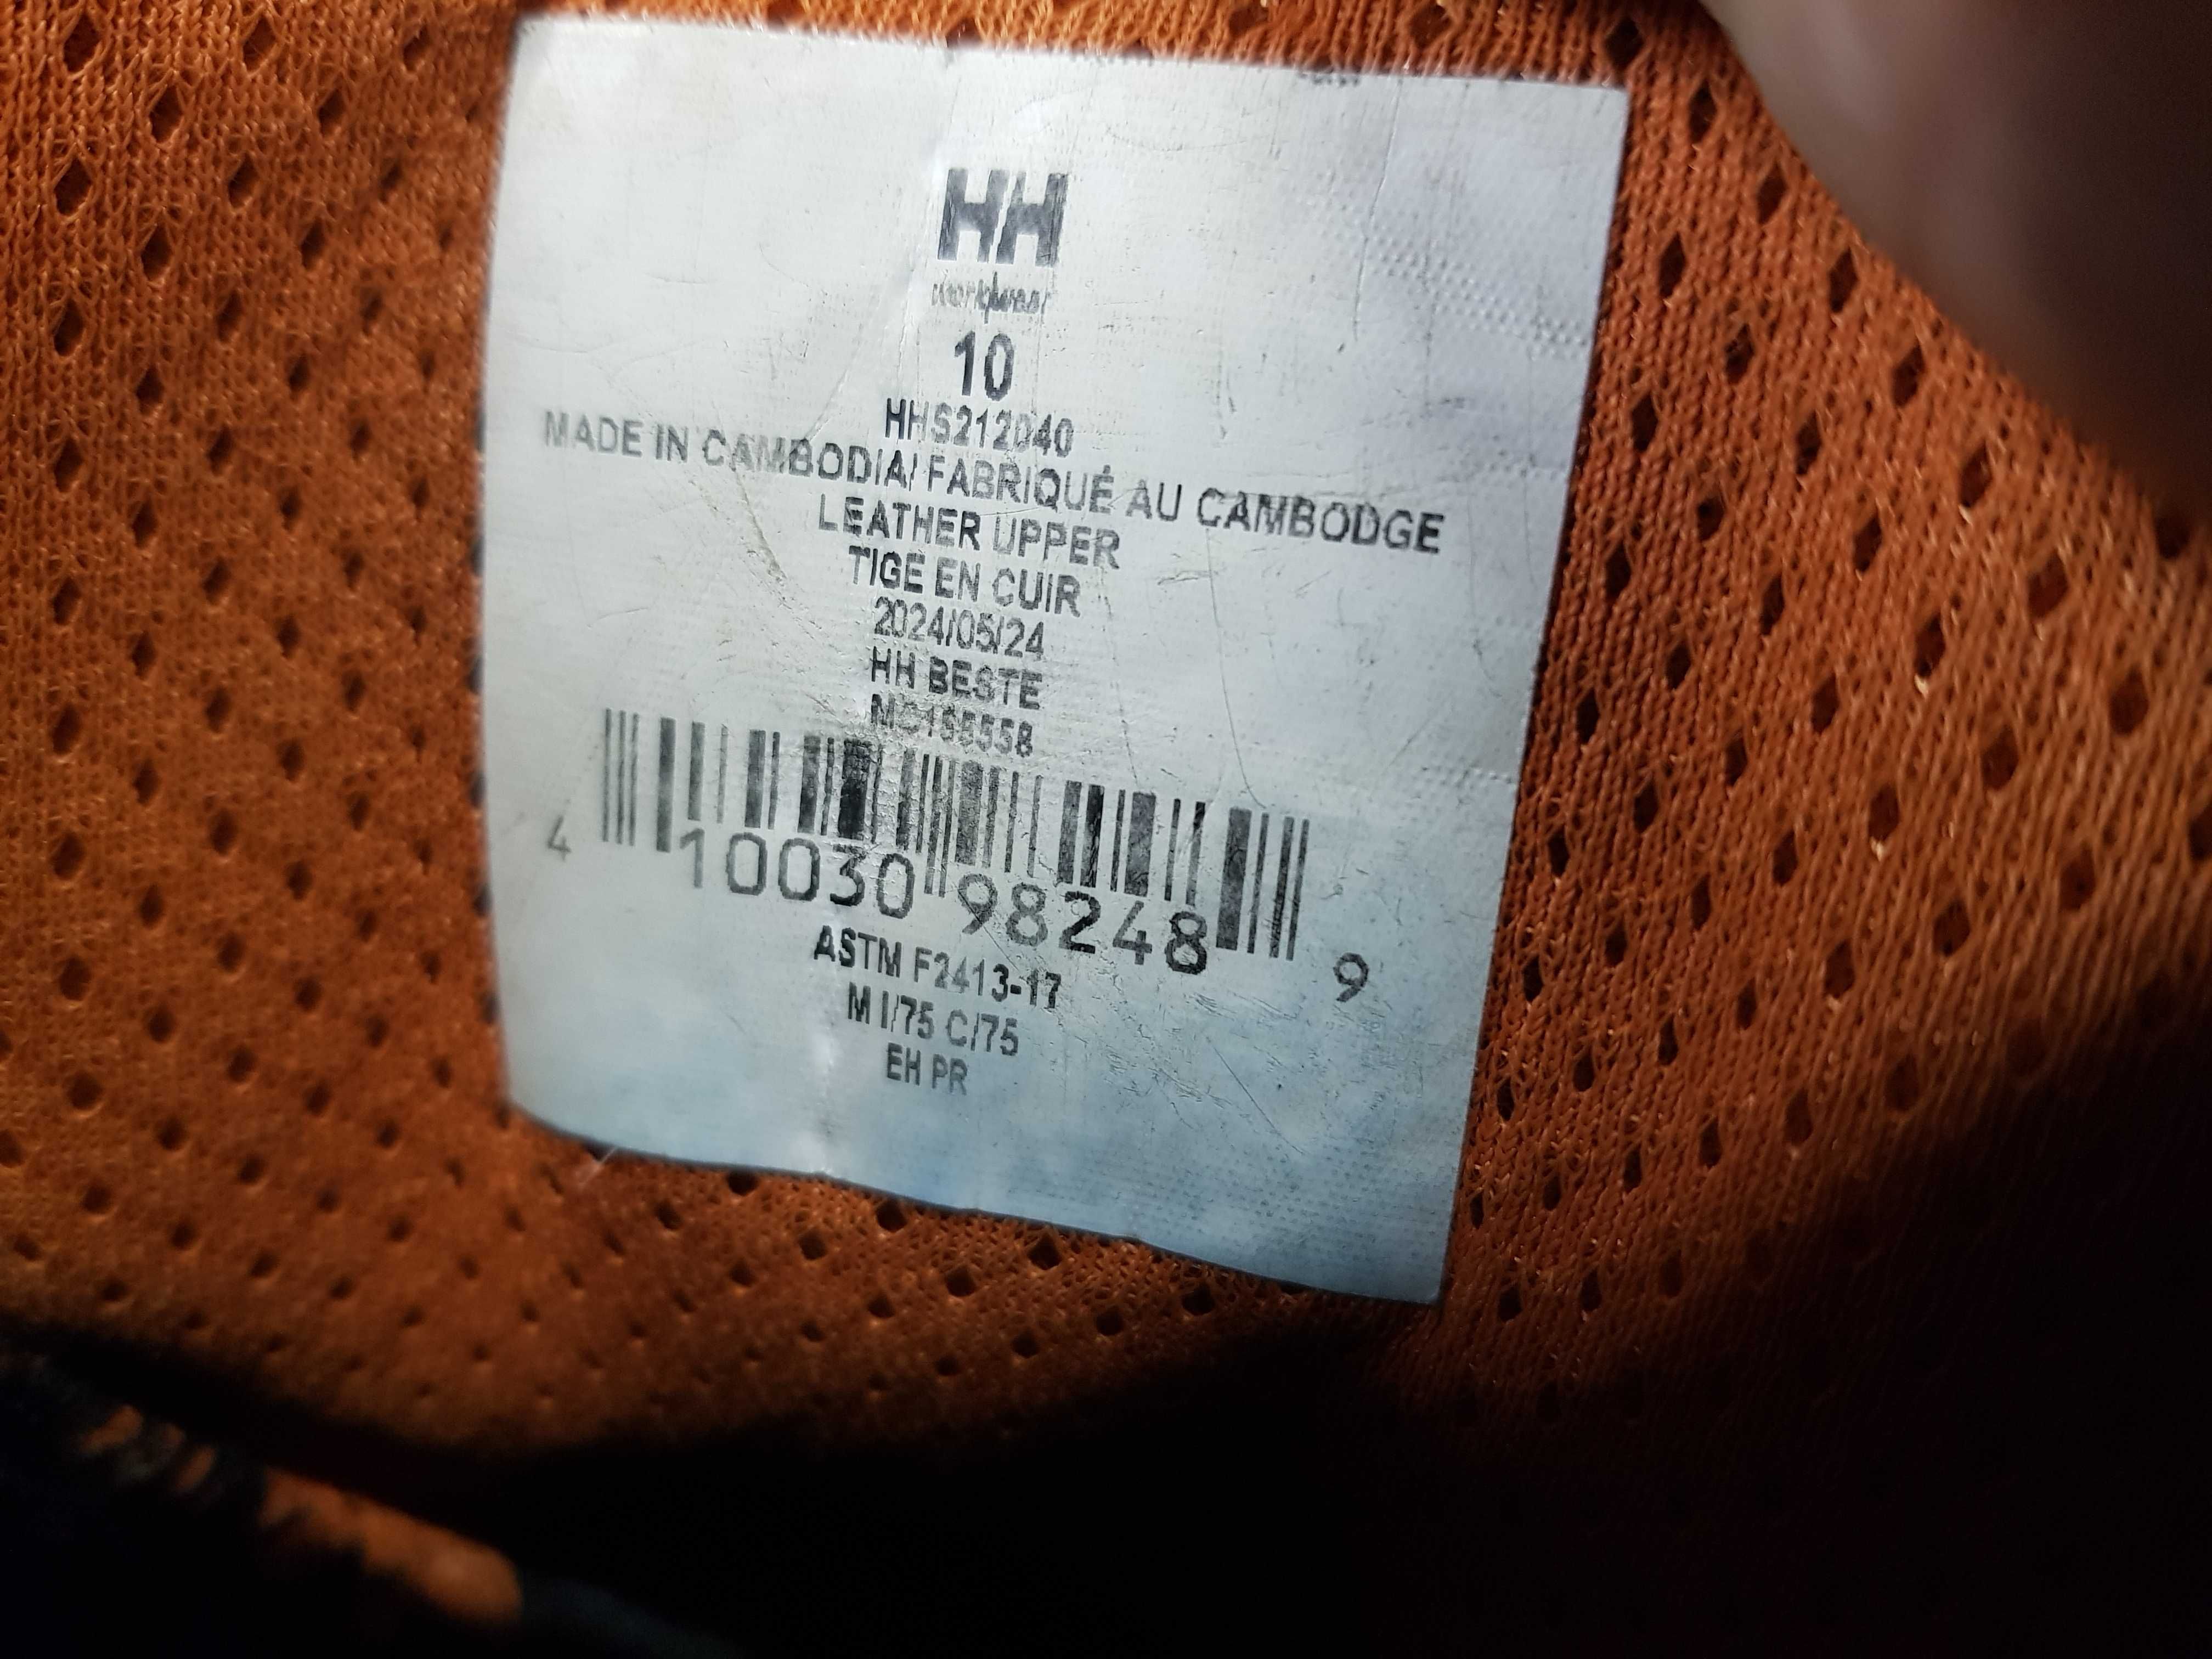 HH
workwear
10
HHS212040
MADE IN CAMBODIA/ FABRIQUÉ AU CAMBODGE
LEATHER UPPER
TIGE EN CUIR
2024/05/24
HH BESTE
4 10030 98248 9
ASTM F2413-17
M I/75 C/75
EH PR